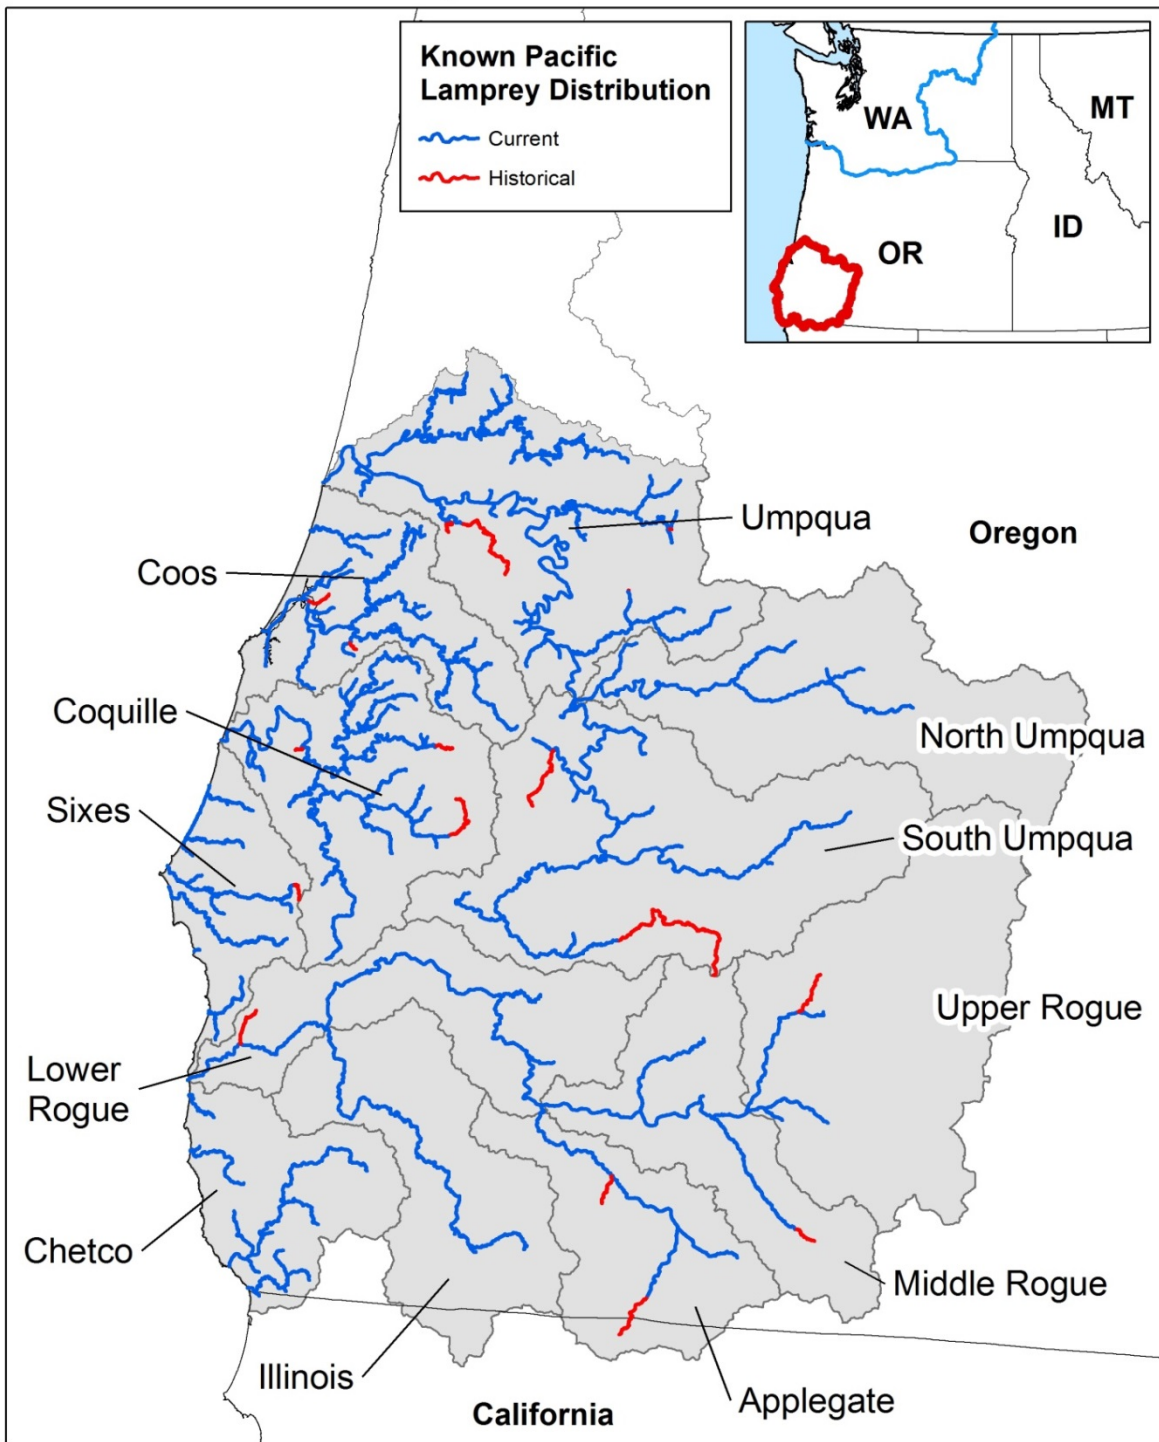 Known Pacific
Lamprey Distribution
Current
Historical
WA
MT
ID
OR
Umpqua
Oregon
Coos
Coquille
North Umpqua
Sixes
South Umpqua
Upper Rogue
Lower
Rogue
Chetco
Middle Rogue
Illinois
Applegate
California